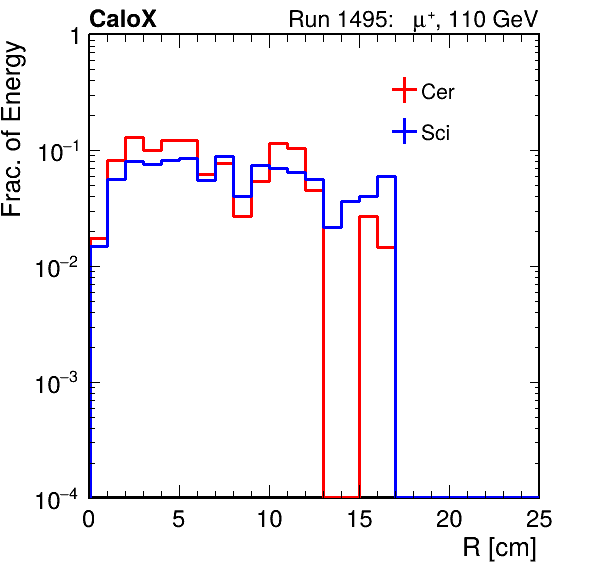 CaloX Run 1495: μ⁺, 110 GeV
Frac. of Energy
1
10⁻¹
10⁻²
10⁻³
10⁻⁴
Cer
Sci
0 5 10 15 20 25
R [cm]